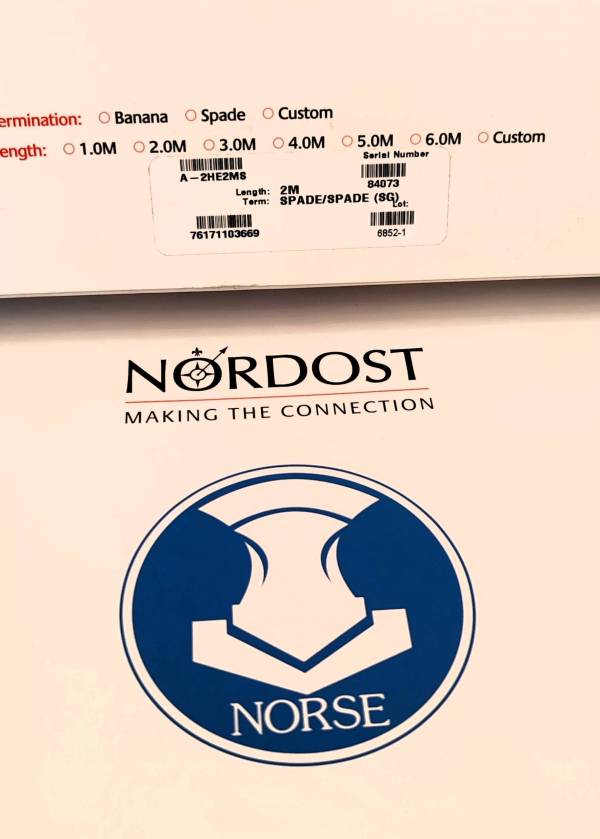 ermination: Banana Spade Custom
ength: 1.0M 2.0M 3.0M 4.0M 5.0M 6.0M Custom
Serial Number
A-2HE2MS
84073
Length: 2M
Term: SPADE/SPADE (SG)
Lot:
76171103669
6852-1
NORDOST
MAKING THE CONNECTION
NORSE